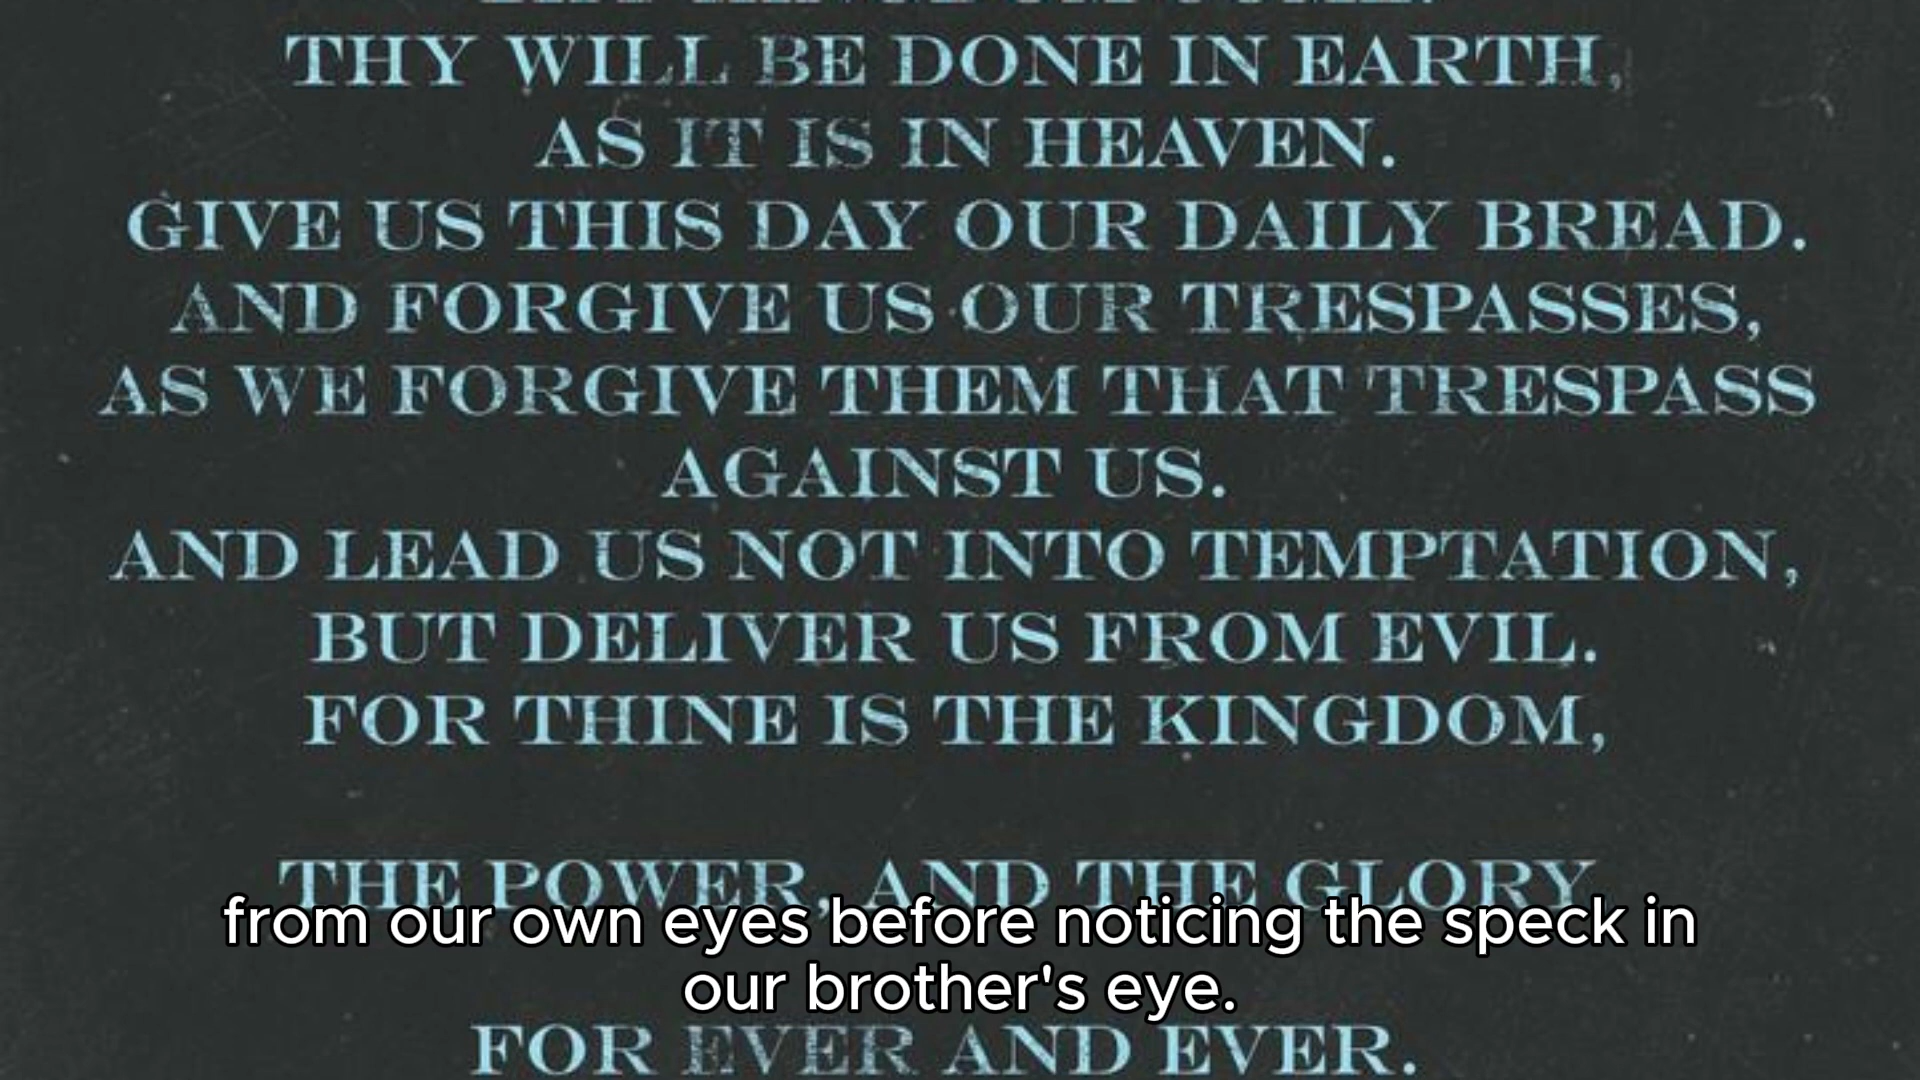 THY WILL BE DONE IN EARTH,
AS IT IS IN HEAVEN.
GIVE US THIS DAY OUR DAILY BREAD.
AND FORGIVE US OUR TRESPASSES,
AS WE FORGIVE THEM THAT TRESPASS
AGAINST US.
AND LEAD US NOT INTO TEMPTATION,
BUT DELIVER US FROM EVIL.
FOR THINE IS THE KINGDOM,
THE POWER, AND THE GLORY
from our own eyes before noticing the speck in
our brother's eye.
FOR EVER AND EVER.